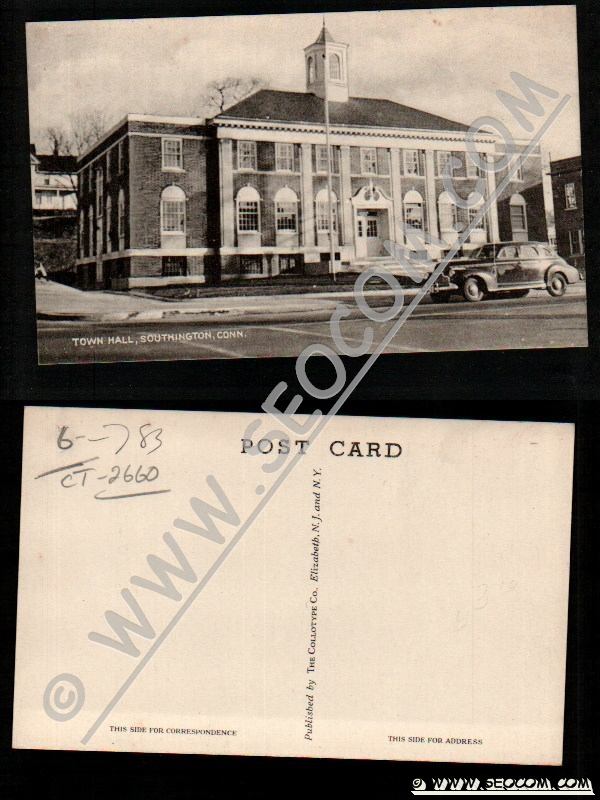 TOWN HALL, SOUTHINGTON, CONN.
6--783
CT-2660
POST CARD
Published by THE COLLOTYPE CO., Elizabeth, N. J. and N. Y.
THIS SIDE FOR CORRESPONDENCE
THIS SIDE FOR ADDRESS
© WWW.SEOCOM.COM
© WWW.SEOCOM.COM